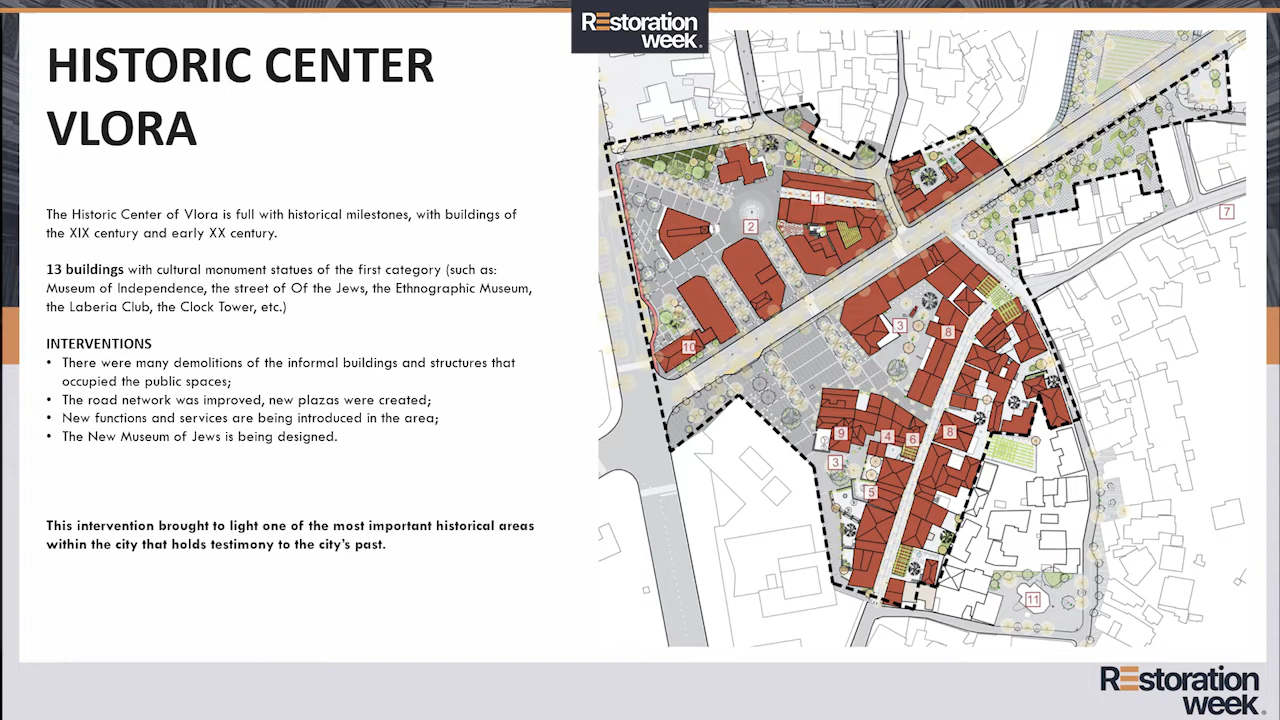 REstoration
week.
HISTORIC CENTER
VLORA
The Historic Center of Vlora is full with historical milestones, with buildings of
the XIX century and early XX century.
13 buildings with cultural monument statues of the first category (such as:
Museum of Independence, the street of Of the Jews, the Ethnographic Museum,
the Laberia Club, the Clock Tower, etc.)
INTERVENTIONS
• There were many demolitions of the informal buildings and structures that
occupied the public spaces;
• The road network was improved, new plazas were created;
• New functions and services are being introduced in the area;
• The New Museum of Jews is being designed.
This intervention brought to light one of the most important historical areas
within the city that holds testimony to the city's past.
1
2
7
3
8
10
9
4
6
8
3
5
11
REstoration
week.